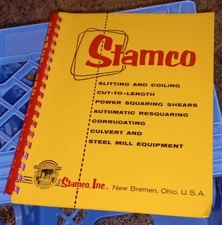 Stamco
SLITTING AND COILING
CUT-TO-LENGTH
POWER SQUARING SHEARS
AUTOMATIC RESQUARING
CORRUGATING
CULVERT AND
STEEL MILL EQUIPMENT
Stamco, Inc., New Bremen, Ohio, U.S.A.